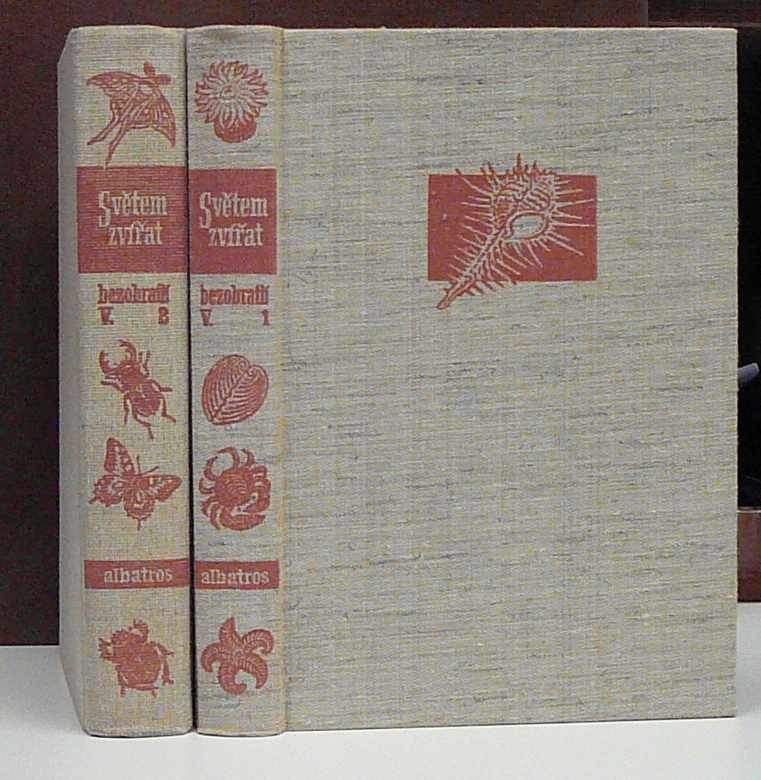 Světem
zvířat
bezobratlí
V. 2
albatros
Světem
zvířat
bezobratlí
V. 1
albatros